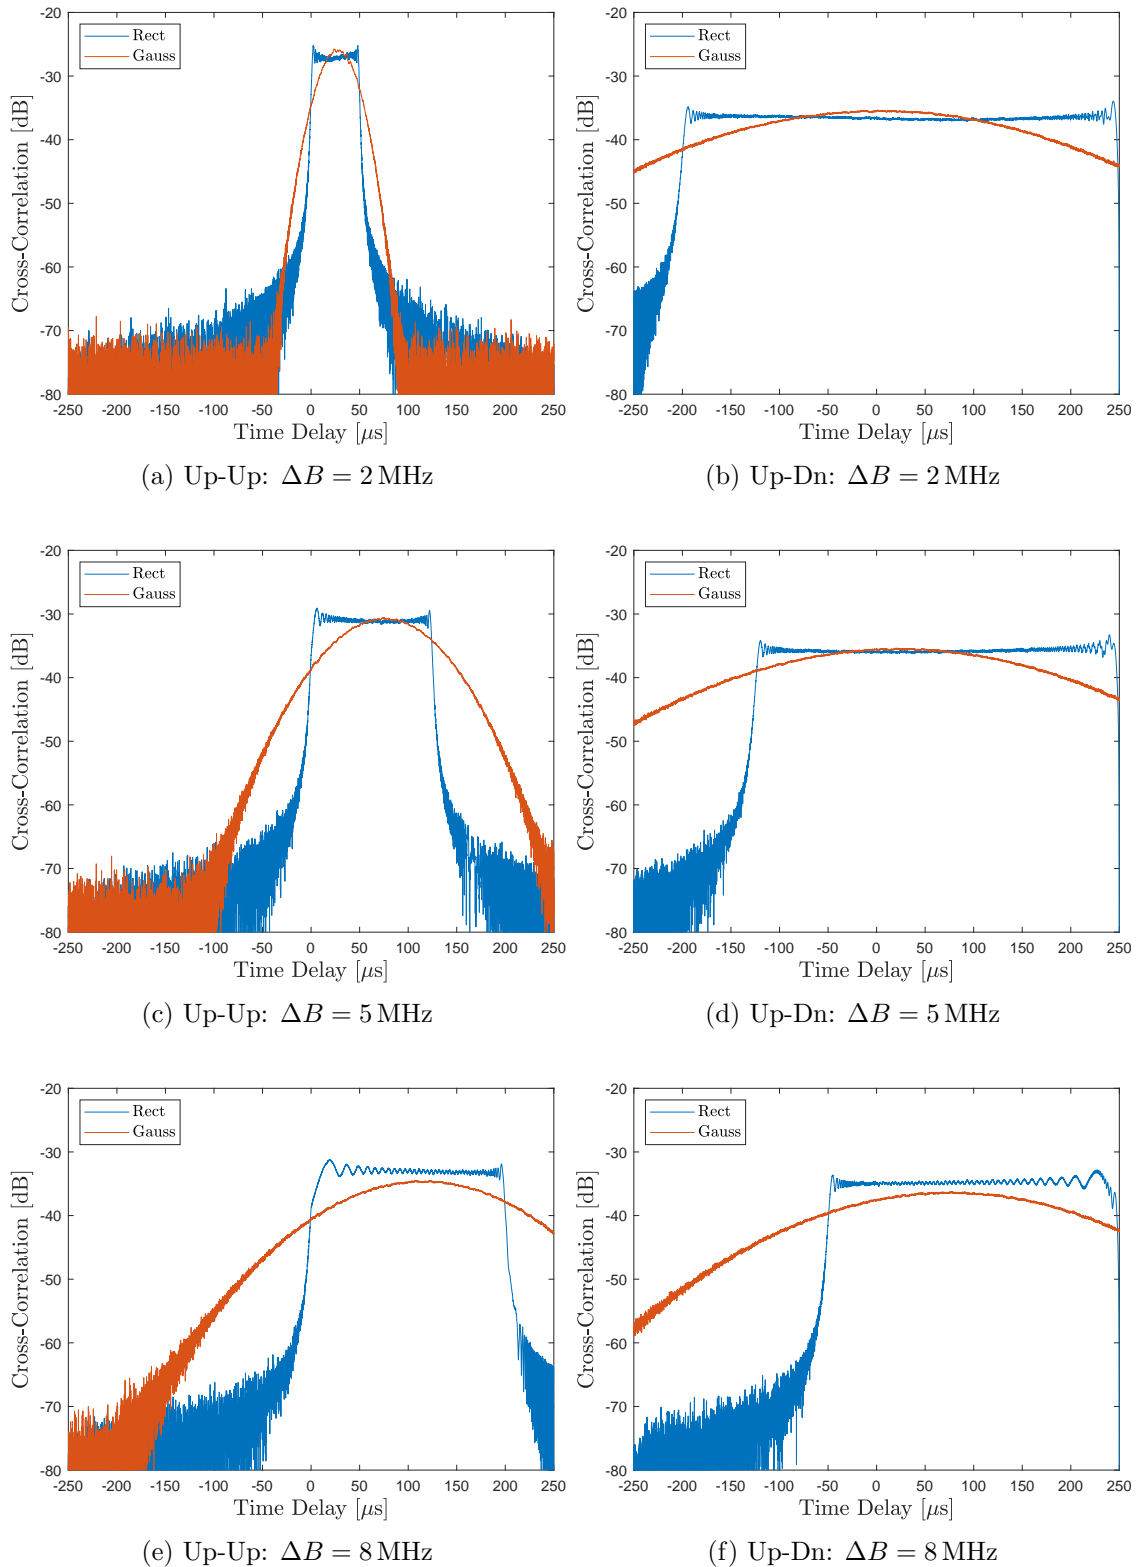 -20
-30
-40
-50
-60
-70
-80
Cross-Correlation [dB]
Rect
Gauss
-250 -200 -150 -100 -50 0 50 100 150 200 250
Time Delay [μs]
(a) Up-Up: ΔB = 2 MHz
-20
-30
-40
-50
-60
-70
-80
Cross-Correlation [dB]
Rect
Gauss
-250 -200 -150 -100 -50 0 50 100 150 200 250
Time Delay [μs]
(b) Up-Dn: ΔB = 2 MHz
-20
-30
-40
-50
-60
-70
-80
Cross-Correlation [dB]
Rect
Gauss
-250 -200 -150 -100 -50 0 50 100 150 200 250
Time Delay [μs]
(c) Up-Up: ΔB = 5 MHz
-20
-30
-40
-50
-60
-70
-80
Cross-Correlation [dB]
Rect
Gauss
-250 -200 -150 -100 -50 0 50 100 150 200 250
Time Delay [μs]
(d) Up-Dn: ΔB = 5 MHz
-20
-30
-40
-50
-60
-70
-80
Cross-Correlation [dB]
Rect
Gauss
-250 -200 -150 -100 -50 0 50 100 150 200 250
Time Delay [μs]
(e) Up-Up: ΔB = 8 MHz
-20
-30
-40
-50
-60
-70
-80
Cross-Correlation [dB]
Rect
Gauss
-250 -200 -150 -100 -50 0 50 100 150 200 250
Time Delay [μs]
(f) Up-Dn: ΔB = 8 MHz